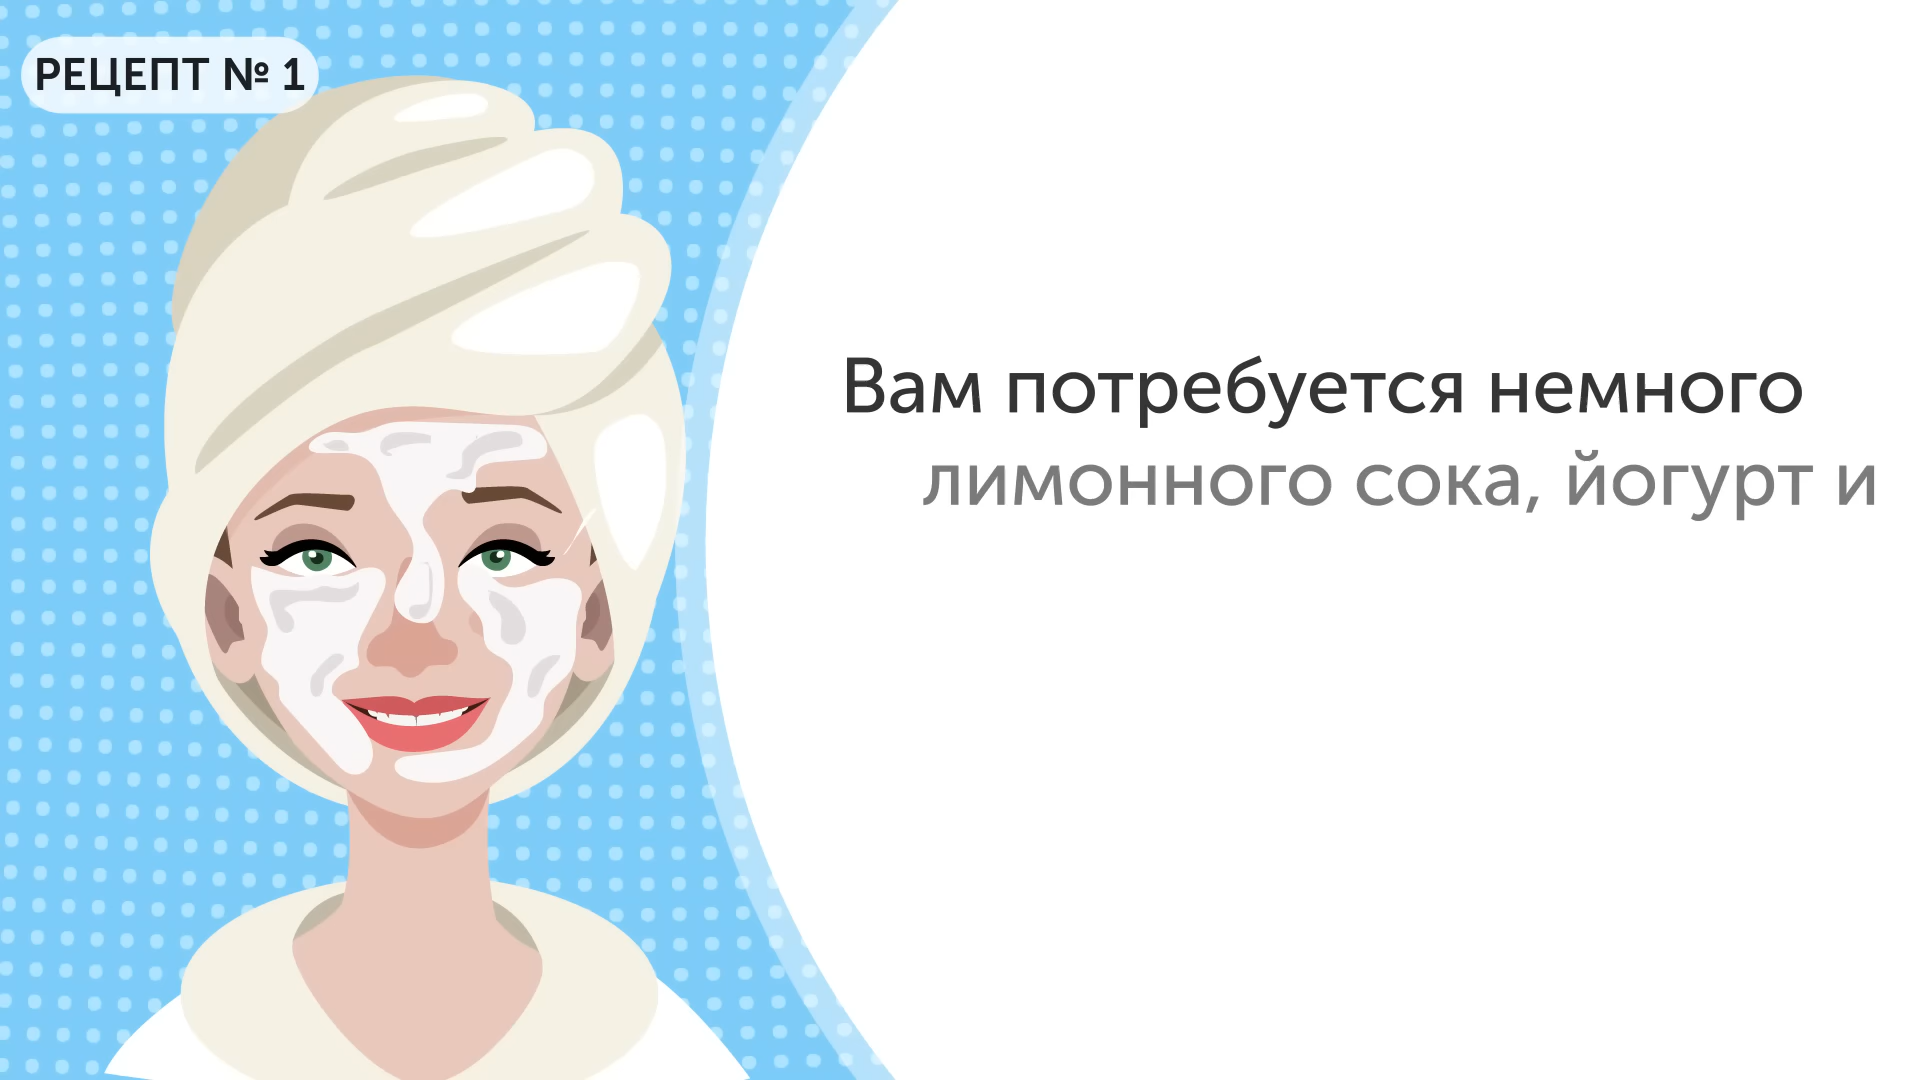 РЕЦЕПТ № 1
Вам потребуется немного
лимонного сока, йогурт и